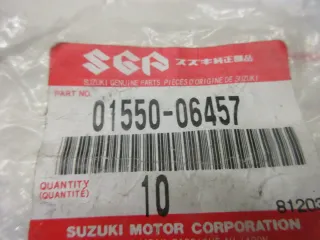 SGP スズキ純正部品
SUZUKI GENUINE PARTS PIECES D'ORIGINE DE SUZUKI
PART NO.
01550-06457
QUANTITY
(QUANTITÉ)
10
81203
SUZUKI MOTOR CORPORATION